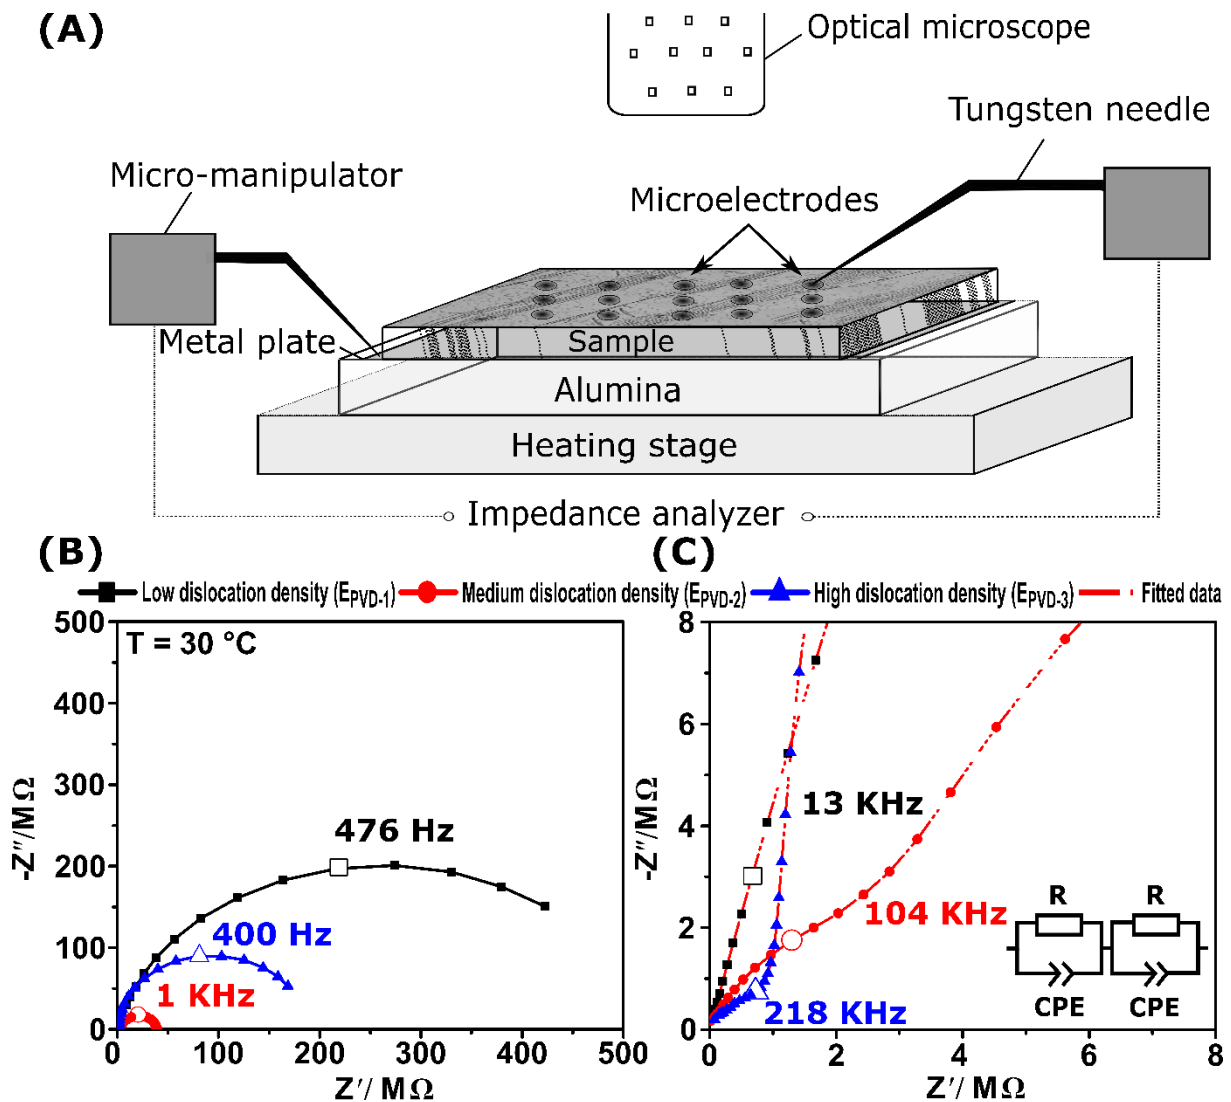 (A)
Optical microscope
Tungsten needle
Micro-manipulator
Microelectrodes
Metal plate
Sample
Alumina
Heating stage
Impedance analyzer
(B)
(C)
Low dislocation density (EPVD-1) Medium dislocation density (EPVD-2) High dislocation density (EPVD-3) Fitted data
T = 30 °C
500
400
300
200
100
0
-Z″/MΩ
476 Hz
400 Hz
1 KHz
0 100 200 300 400 500
Z′/ MΩ
8
6
4
2
0
-Z″/MΩ
13 KHz
104 KHz
218 KHz
R R
CPE CPE
0 2 4 6 8
Z′/ MΩ